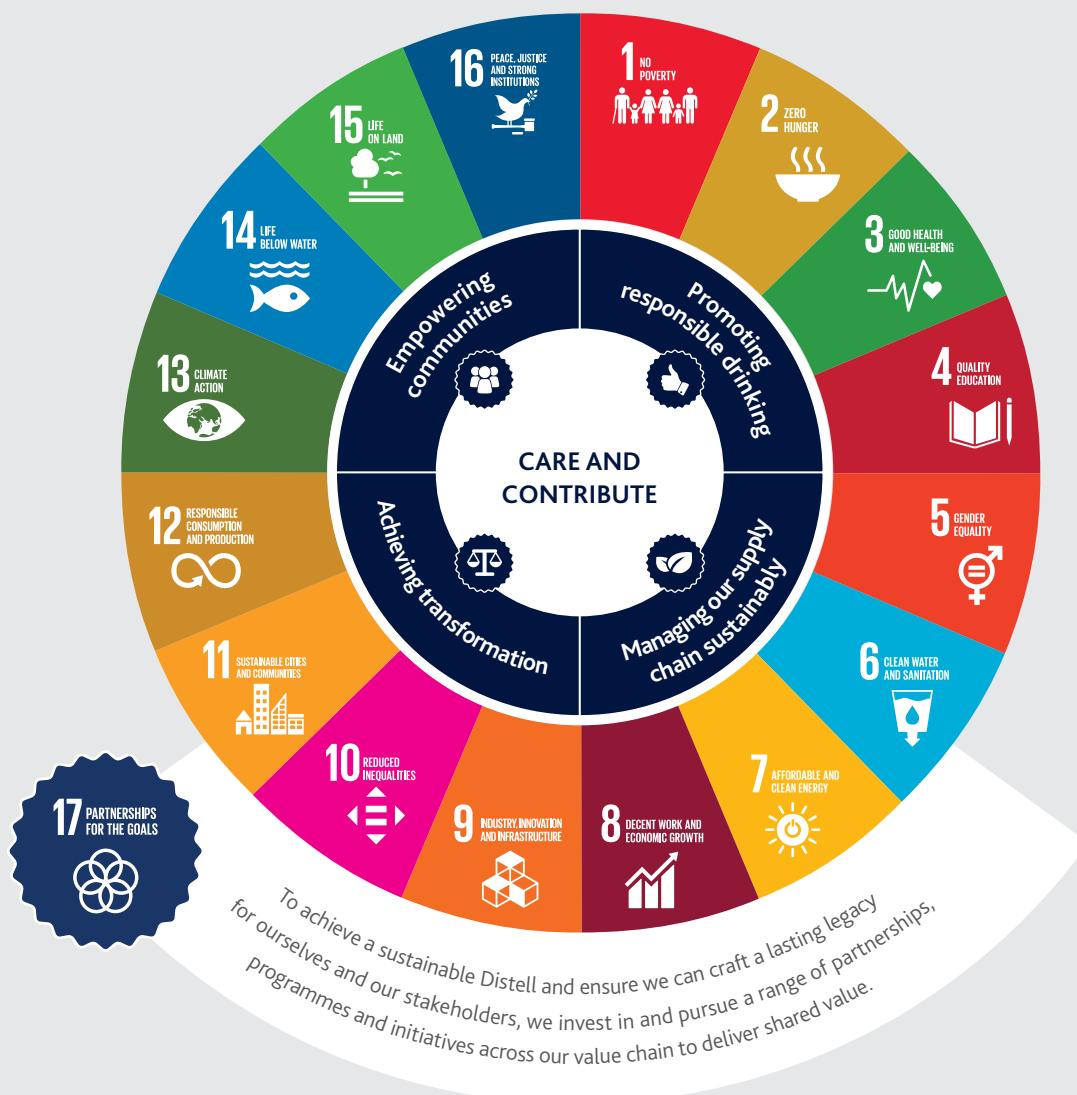 1 NO
POVERTY
2 ZERO
HUNGER
3 GOOD HEALTH
AND WELL-BEING
4 QUALITY
EDUCATION
5 GENDER
EQUALITY
6 CLEAN WATER
AND SANITATION
7 AFFORDABLE AND
CLEAN ENERGY
8 DECENT WORK AND
ECONOMIC GROWTH
9 INDUSTRY, INNOVATION
AND INFRASTRUCTURE
10 REDUCED
INEQUALITIES
11 SUSTAINABLE CITIES
AND COMMUNITIES
12 RESPONSIBLE
CONSUMPTION
AND PRODUCTION
13 CLIMATE
ACTION
14 LIFE
BELOW WATER
15 LIFE
ON LAND
16 PEACE, JUSTICE
AND STRONG
INSTITUTIONS
17 PARTNERSHIPS
FOR THE GOALS
Empowering
communities
Promoting
responsible drinking
Managing our supply
chain sustainably
Achieving transformation
CARE AND
CONTRIBUTE
To achieve a sustainable Distell and ensure we can craft a lasting legacy
for ourselves and our stakeholders, we invest in and pursue a range of partnerships,
programmes and initiatives across our value chain to deliver shared value.